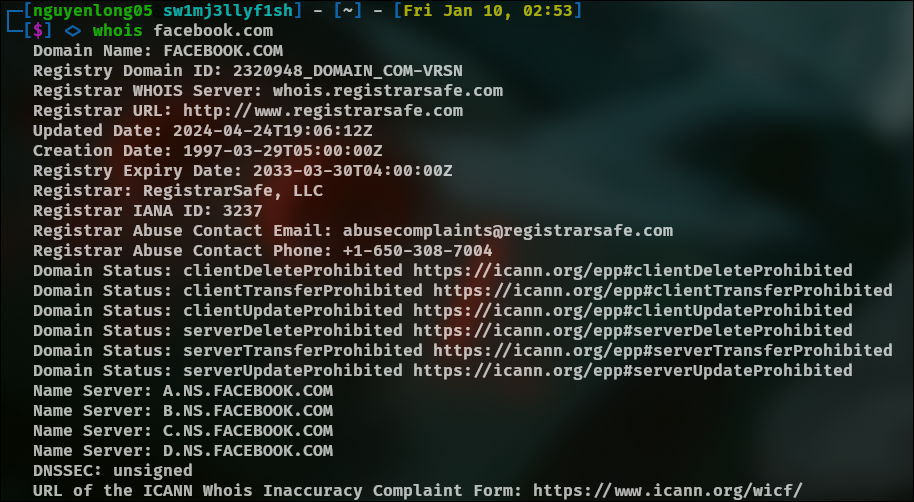 [nguyenlong05 sw1mj3llyf1sh] - [~] - [Fri Jan 10, 02:53]
[$] <> whois facebook.com
Domain Name: FACEBOOK.COM
Registry Domain ID: 2320948_DOMAIN_COM-VRSN
Registrar WHOIS Server: whois.registrarsafe.com
Registrar URL: http://www.registrarsafe.com
Updated Date: 2024-04-24T19:06:12Z
Creation Date: 1997-03-29T05:00:00Z
Registry Expiry Date: 2033-03-30T04:00:00Z
Registrar: RegistrarSafe, LLC
Registrar IANA ID: 3237
Registrar Abuse Contact Email: abusecomplaints@registrarsafe.com
Registrar Abuse Contact Phone: +1-650-308-7004
Domain Status: clientDeleteProhibited https://icann.org/epp#clientDeleteProhibited
Domain Status: clientTransferProhibited https://icann.org/epp#clientTransferProhibited
Domain Status: clientUpdateProhibited https://icann.org/epp#clientUpdateProhibited
Domain Status: serverDeleteProhibited https://icann.org/epp#serverDeleteProhibited
Domain Status: serverTransferProhibited https://icann.org/epp#serverTransferProhibited
Domain Status: serverUpdateProhibited https://icann.org/epp#serverUpdateProhibited
Name Server: A.NS.FACEBOOK.COM
Name Server: B.NS.FACEBOOK.COM
Name Server: C.NS.FACEBOOK.COM
Name Server: D.NS.FACEBOOK.COM
DNSSEC: unsigned
URL of the ICANN Whois Inaccuracy Complaint Form: https://www.icann.org/wicf/